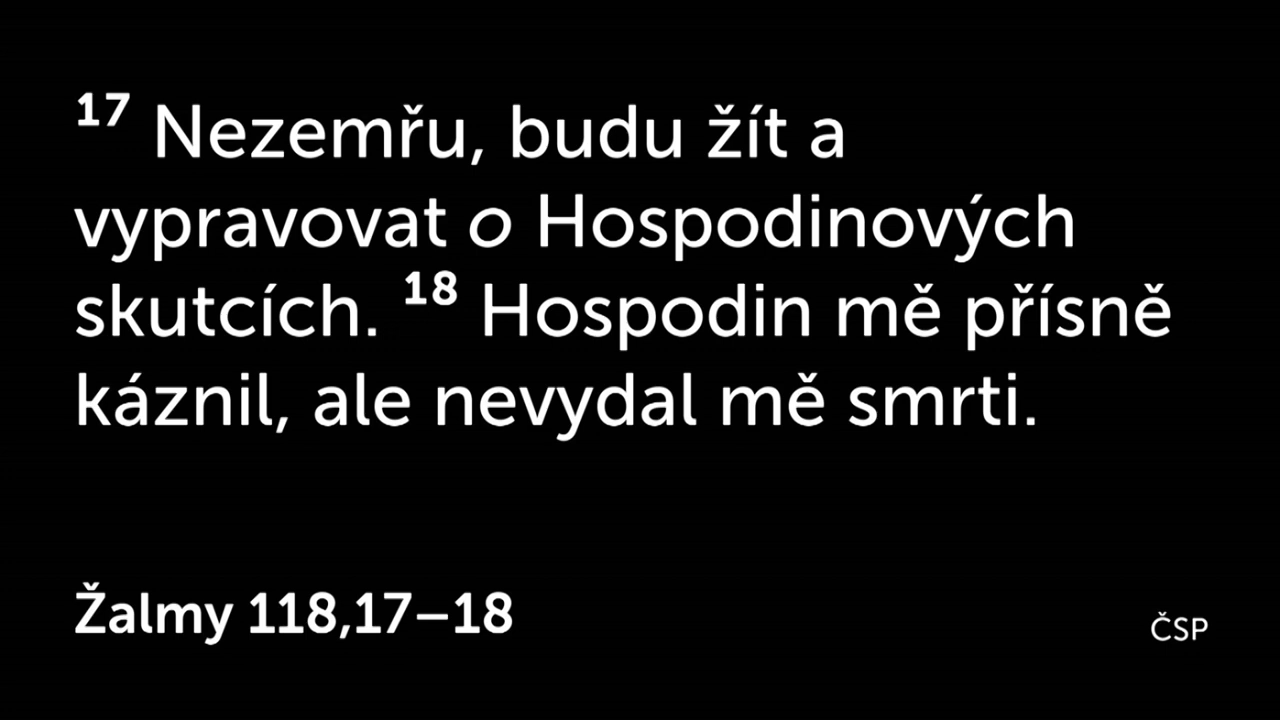 17 Nezemřu, budu žít a
vypravovat o Hospodinových
skutcích. 18 Hospodin mě přísně
káznil, ale nevydal mě smrti.
Žalmy 118,17–18
ČSP